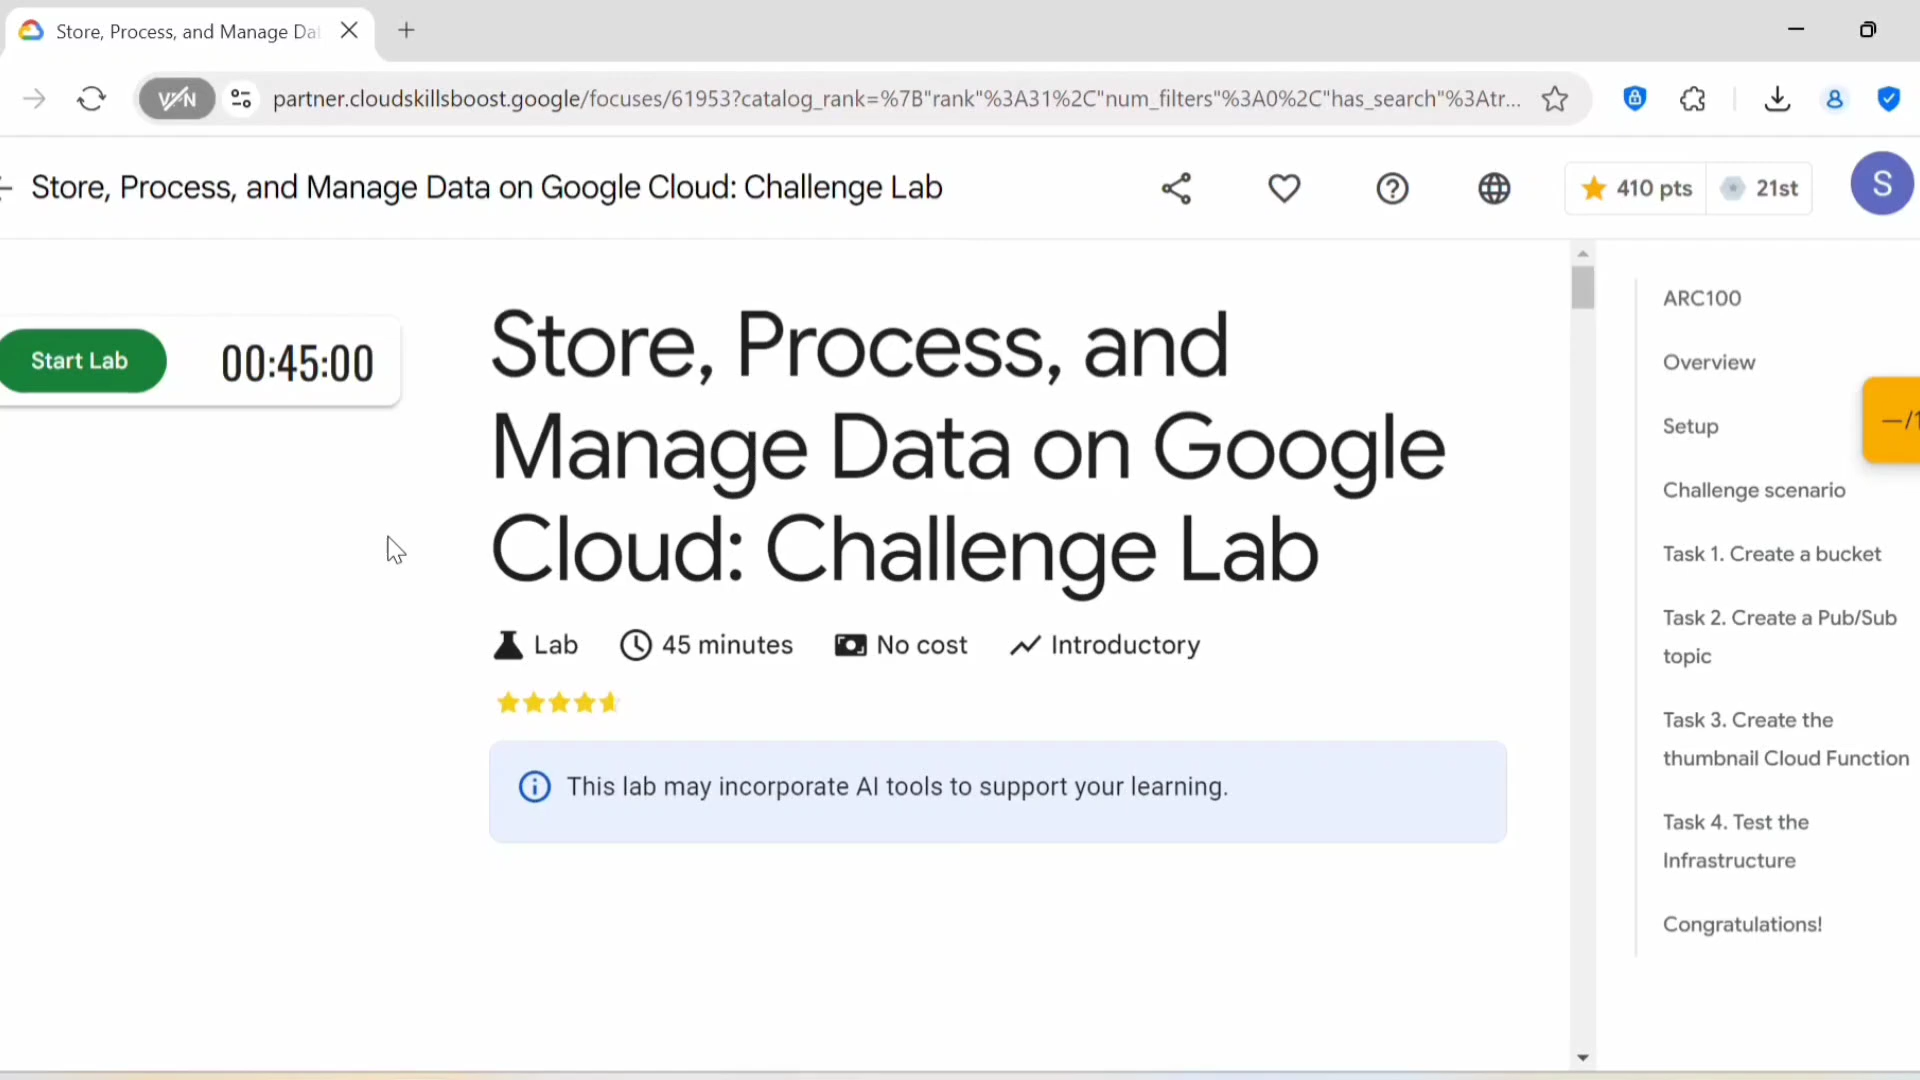 Store, Process, and Manage Da
VPN
partner.cloudskillsboost.google/focuses/61953?catalog_rank=%7B"rank"%3A31%2C"num_filters"%3A0%2C"has_search"%3Atr...
Store, Process, and Manage Data on Google Cloud: Challenge Lab
410 pts
21st
S
Start Lab
00:45:00
Store, Process, and
Manage Data on Google
Cloud: Challenge Lab
Lab
45 minutes
No cost
Introductory
This lab may incorporate AI tools to support your learning.
ARC100
Overview
Setup
Challenge scenario
Task 1. Create a bucket
Task 2. Create a Pub/Sub
topic
Task 3. Create the
thumbnail Cloud Function
Task 4. Test the
Infrastructure
Congratulations!
—/1